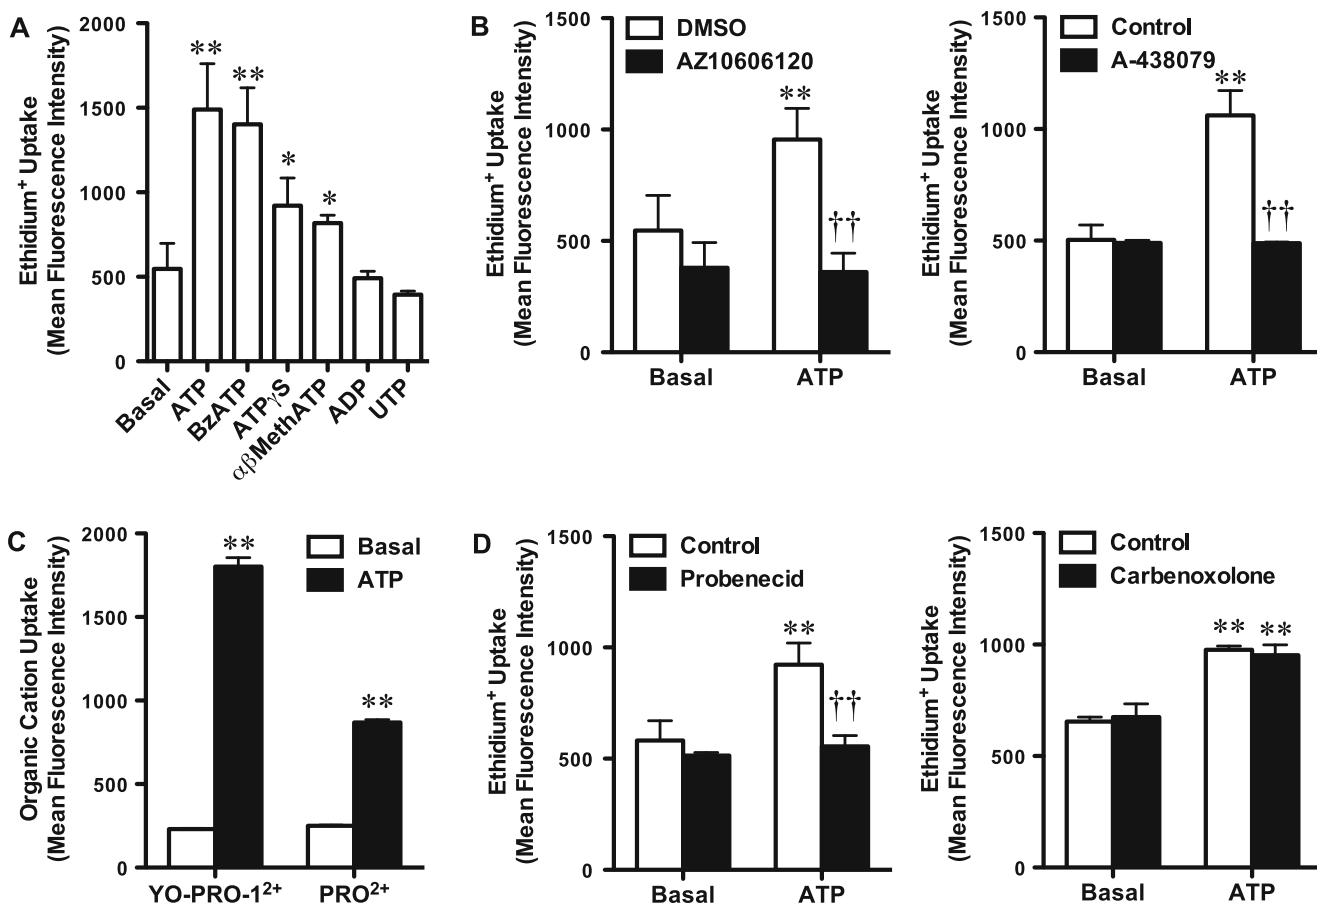 A
Ethidium⁺ Uptake
(Mean Fluorescence Intensity)
2000
1500
1000
500
0
**
**
*
*
Basal
ATP
BzATP
ATPγS
αβMethATP
ADP
UTP
B
Ethidium⁺ Uptake
(Mean Fluorescence Intensity)
1500
1000
500
0
DMSO
AZ10606120
**
††
Basal
ATP
Ethidium⁺ Uptake
(Mean Fluorescence Intensity)
1500
1000
500
0
Control
A-438079
**
††
Basal
ATP
C
Organic Cation Uptake
(Mean Fluorescence Intensity)
2000
1500
1000
500
0
Basal
ATP
**
**
YO-PRO-1²⁺
PRO²⁺
D
Ethidium⁺ Uptake
(Mean Fluorescence Intensity)
1500
1000
500
0
Control
Probenecid
**
††
Basal
ATP
Ethidium⁺ Uptake
(Mean Fluorescence Intensity)
1500
1000
500
0
Control
Carbenoxolone
**
**
Basal
ATP